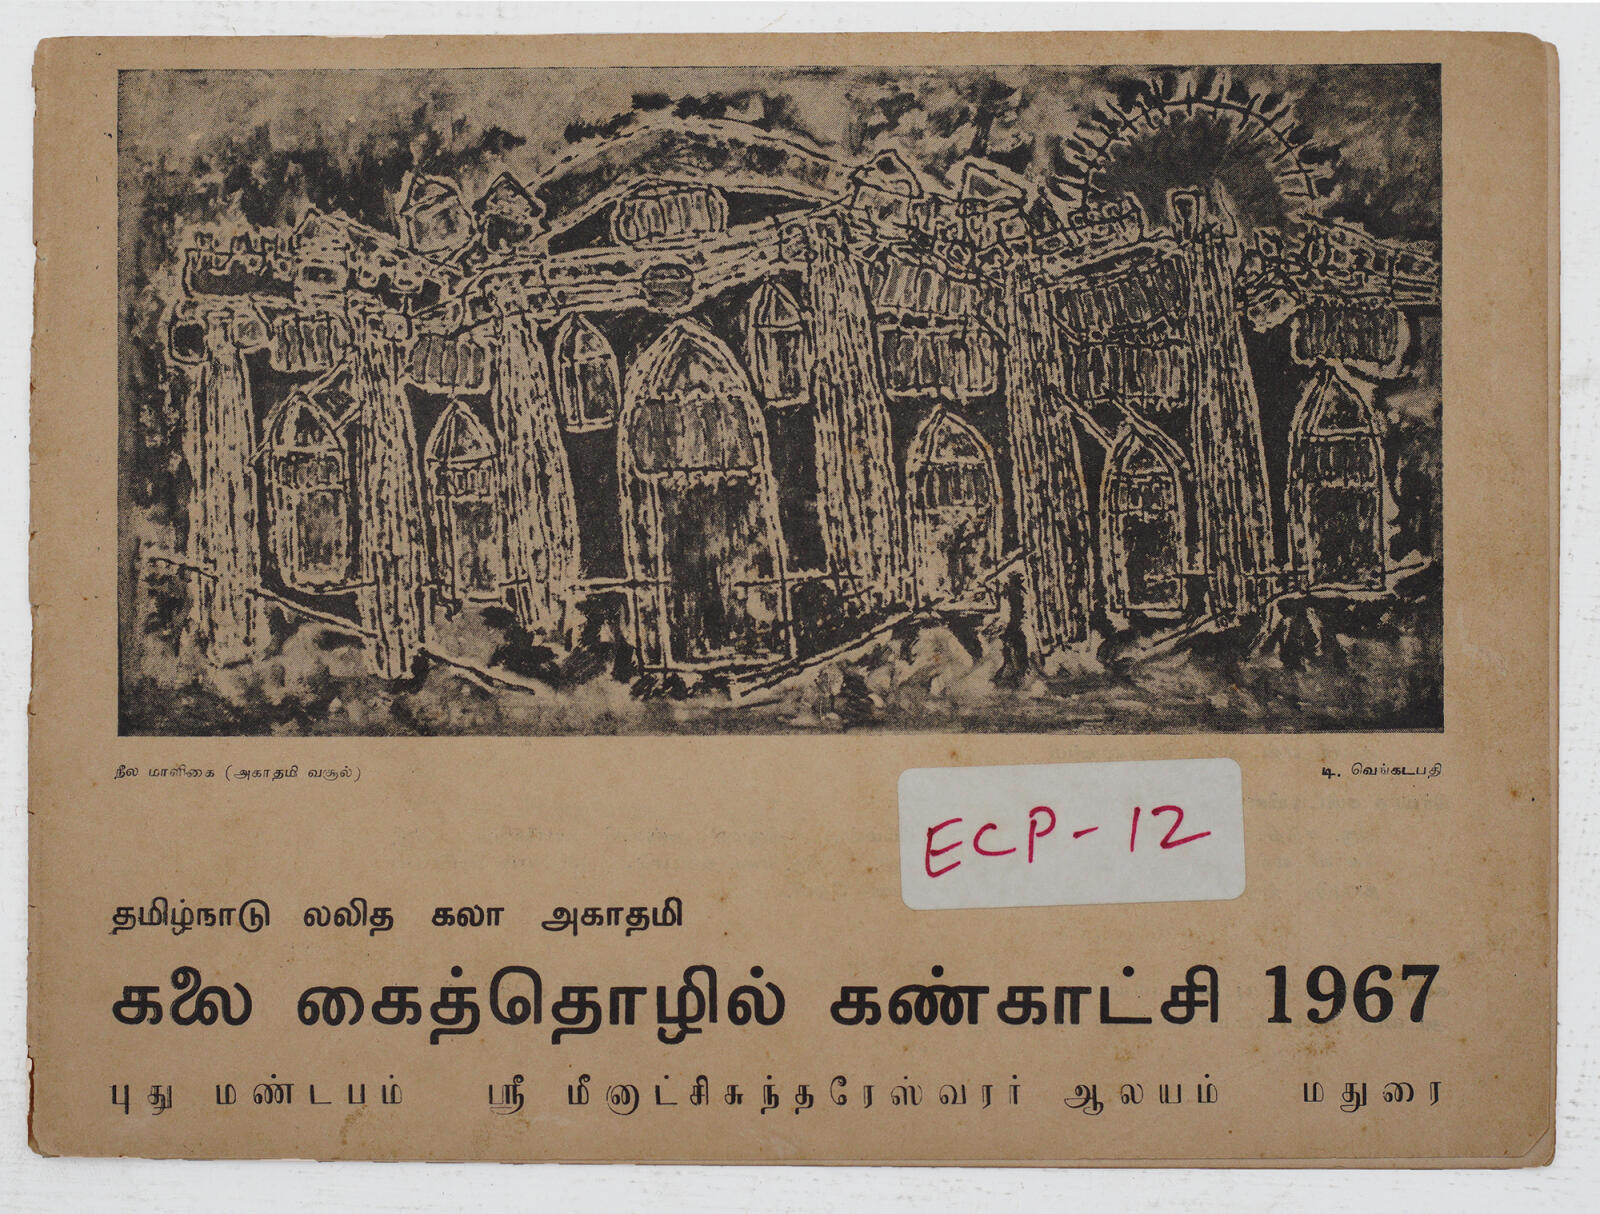 நீல மாளிகை (அகாதமி வசூல்)
டி. வெங்கடபதி
ECP-12
தமிழ்நாடு லலித கலா அகாதமி
கலை கைத்தொழில் கண்காட்சி 1967
புது மண்டபம் ஸ்ரீ மீனாட்சிசுந்தரேஸ்வரர் ஆலயம் மதுரை